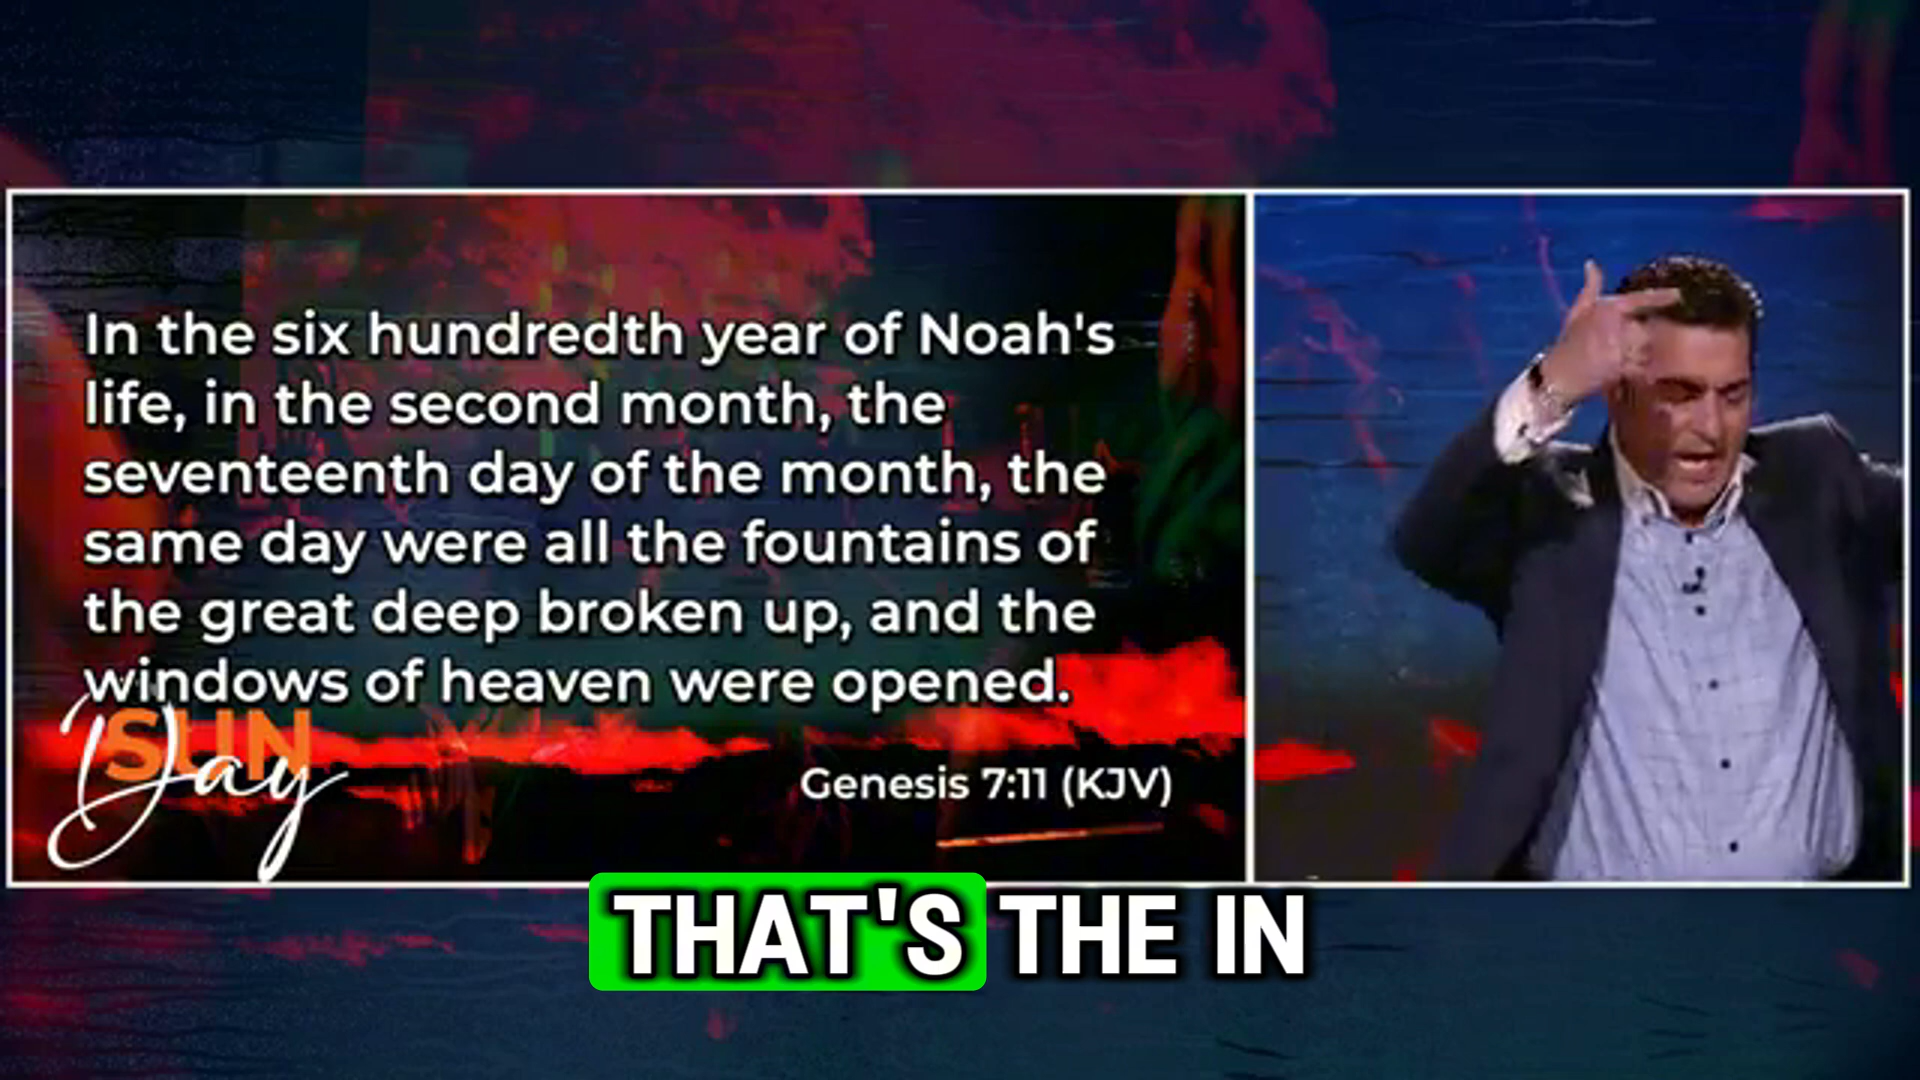 In the six hundredth year of Noah's
life, in the second month, the
seventeenth day of the month, the
same day were all the fountains of
the great deep broken up, and the
windows of heaven were opened.
SUN
Day
Genesis 7:11 (KJV)
THAT'S THE IN